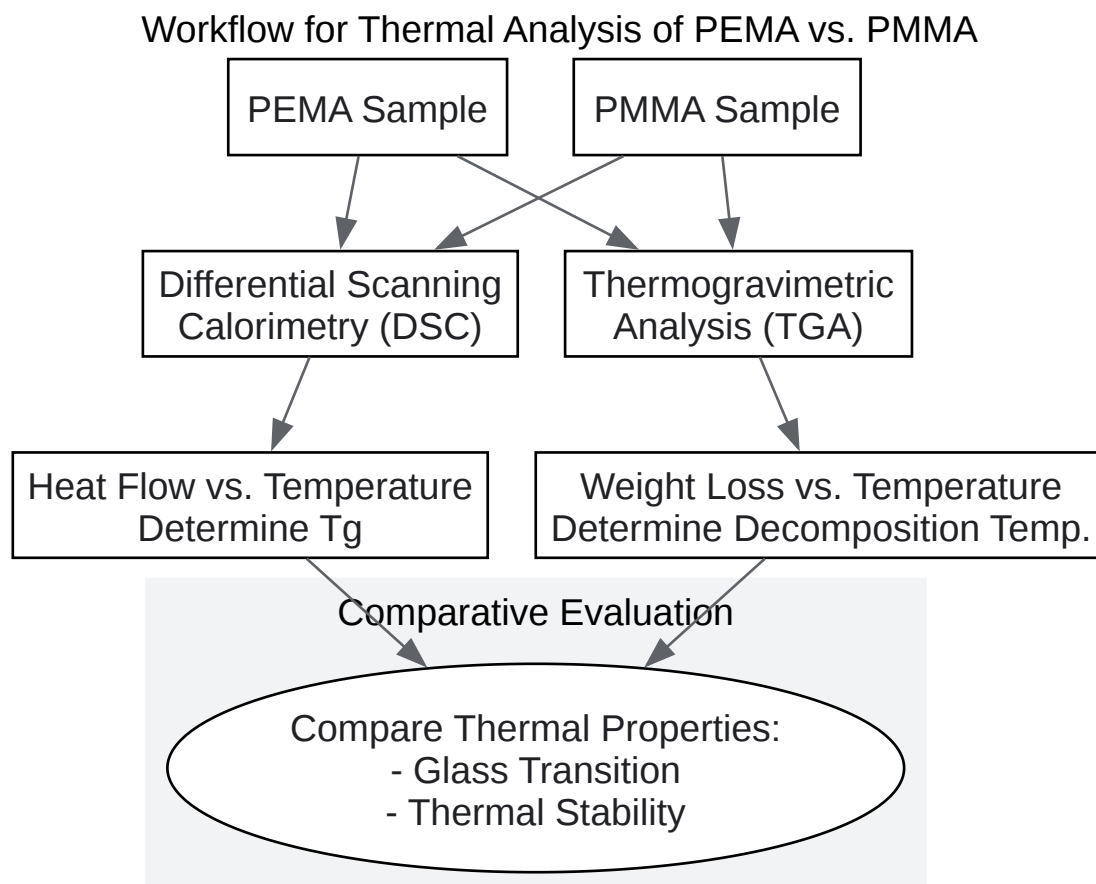 Workflow for Thermal Analysis of PEMA vs. PMMA
PEMA Sample
PMMA Sample
Differential Scanning
Calorimetry (DSC)
Thermogravimetric
Analysis (TGA)
Heat Flow vs. Temperature
Determine Tg
Weight Loss vs. Temperature
Determine Decomposition Temp.
Comparative Evaluation
Compare Thermal Properties:
- Glass Transition
- Thermal Stability